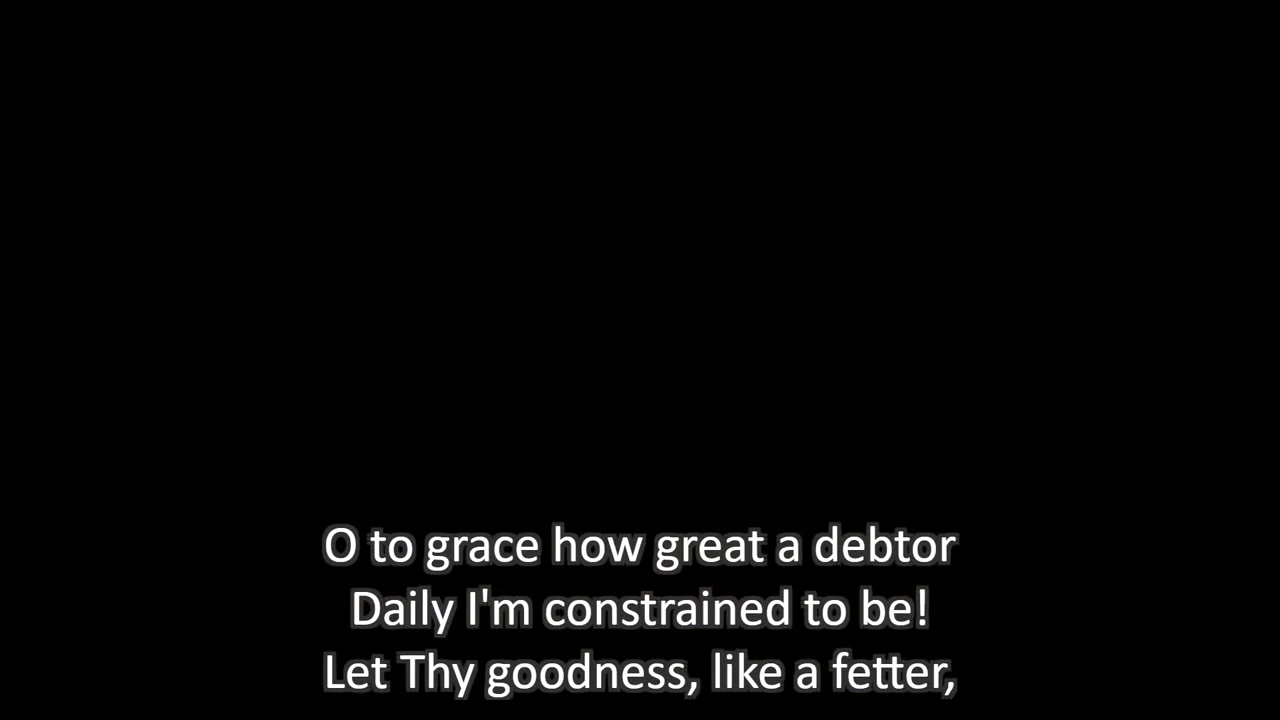 O to grace how great a debtor
Daily I'm constrained to be!
Let Thy goodness, like a fetter,